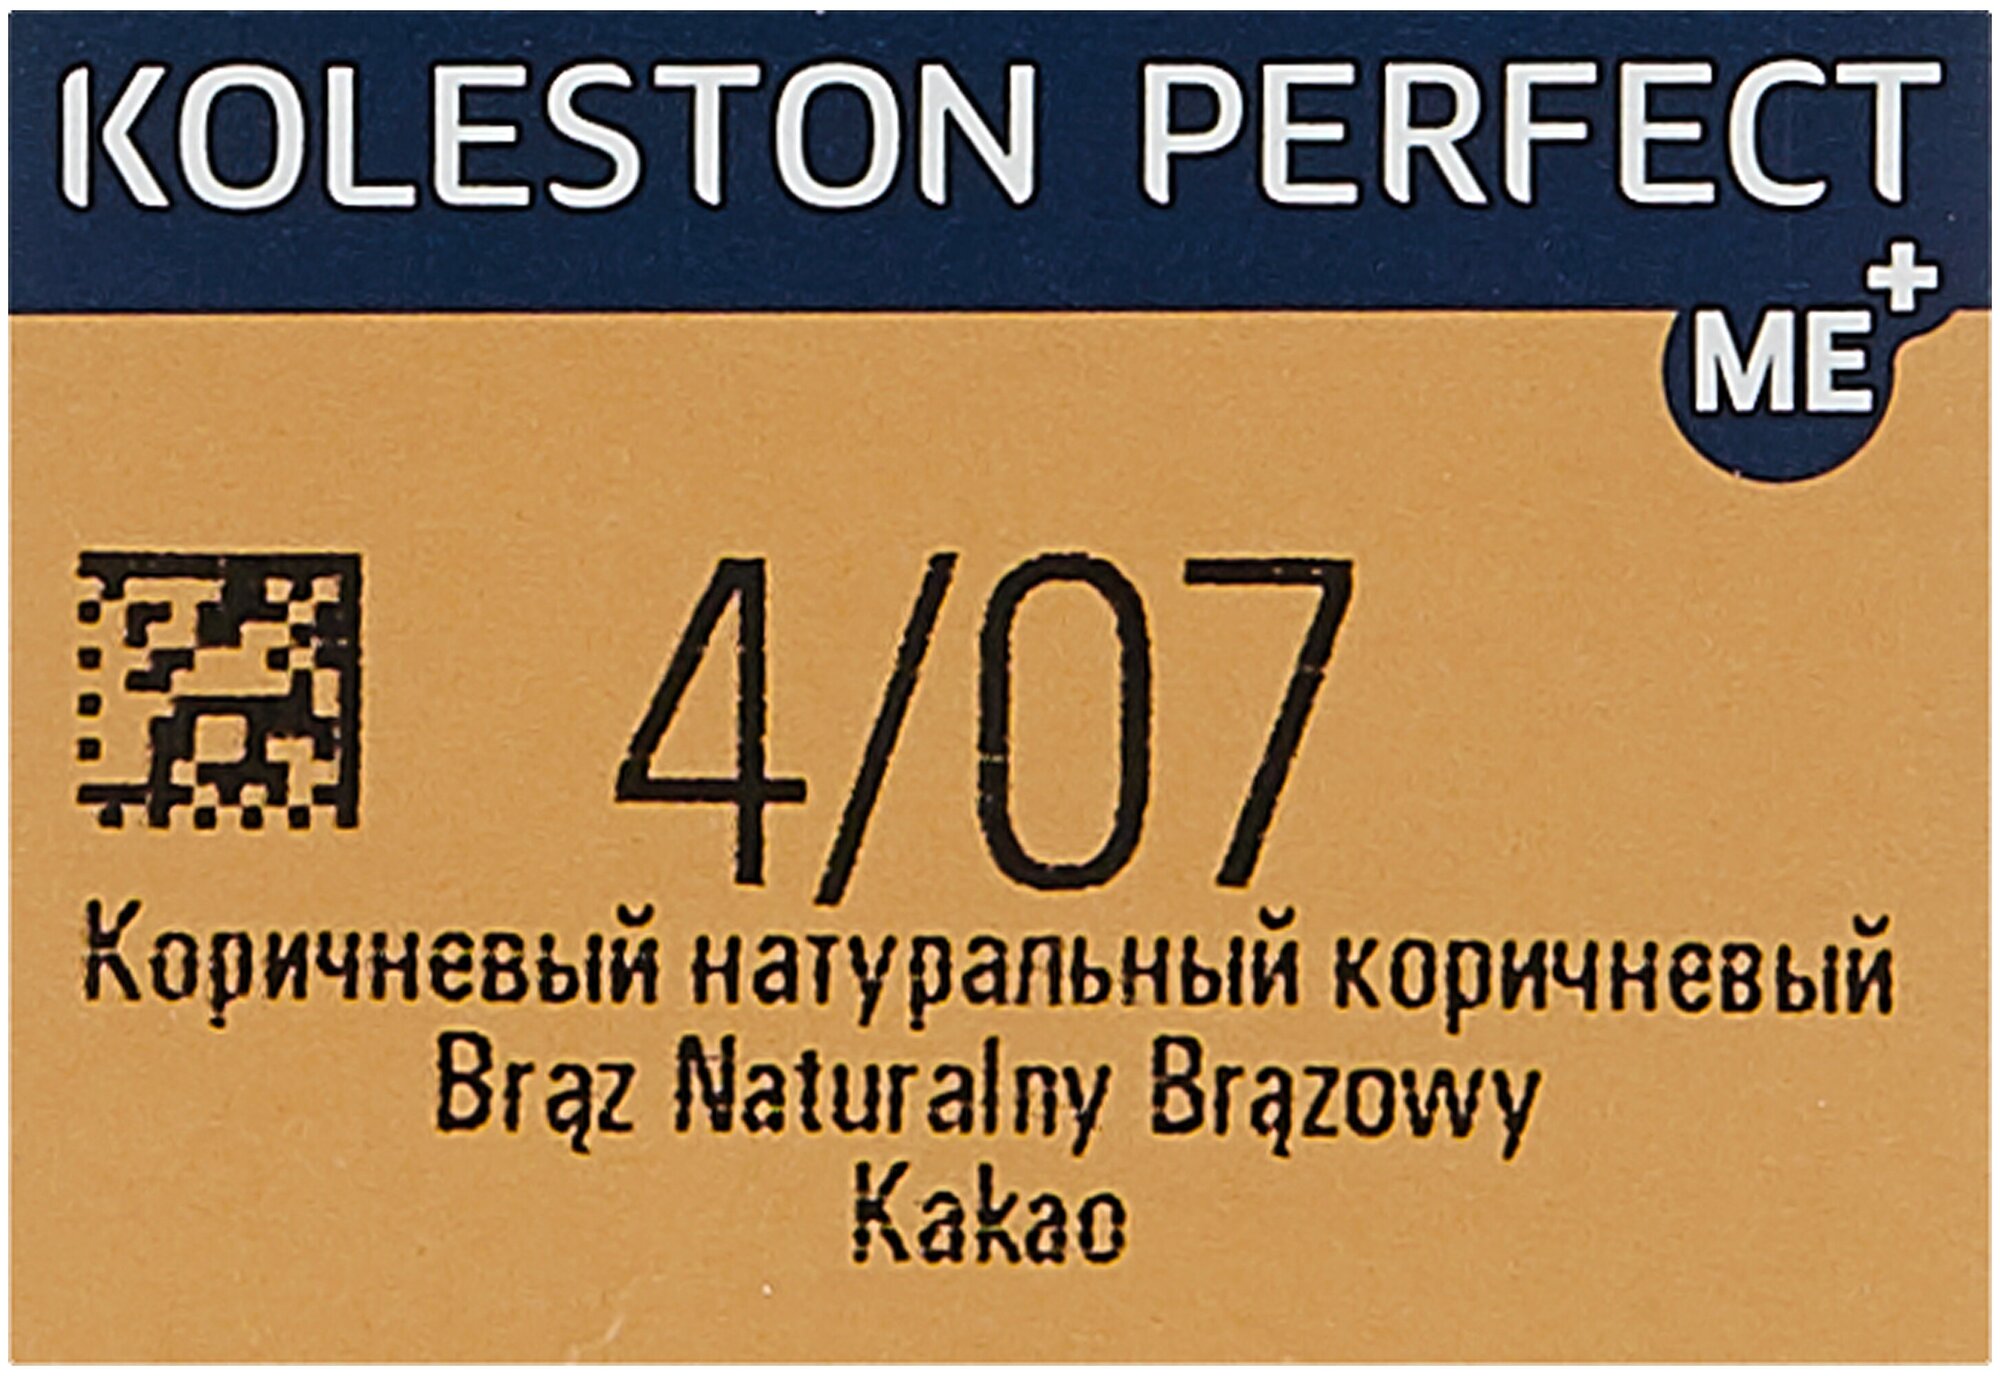 KOLESTON PERFECT
ME+
4/07
Коричневый натуральный коричневый
Brąz Naturalny Brązowy
Kakao